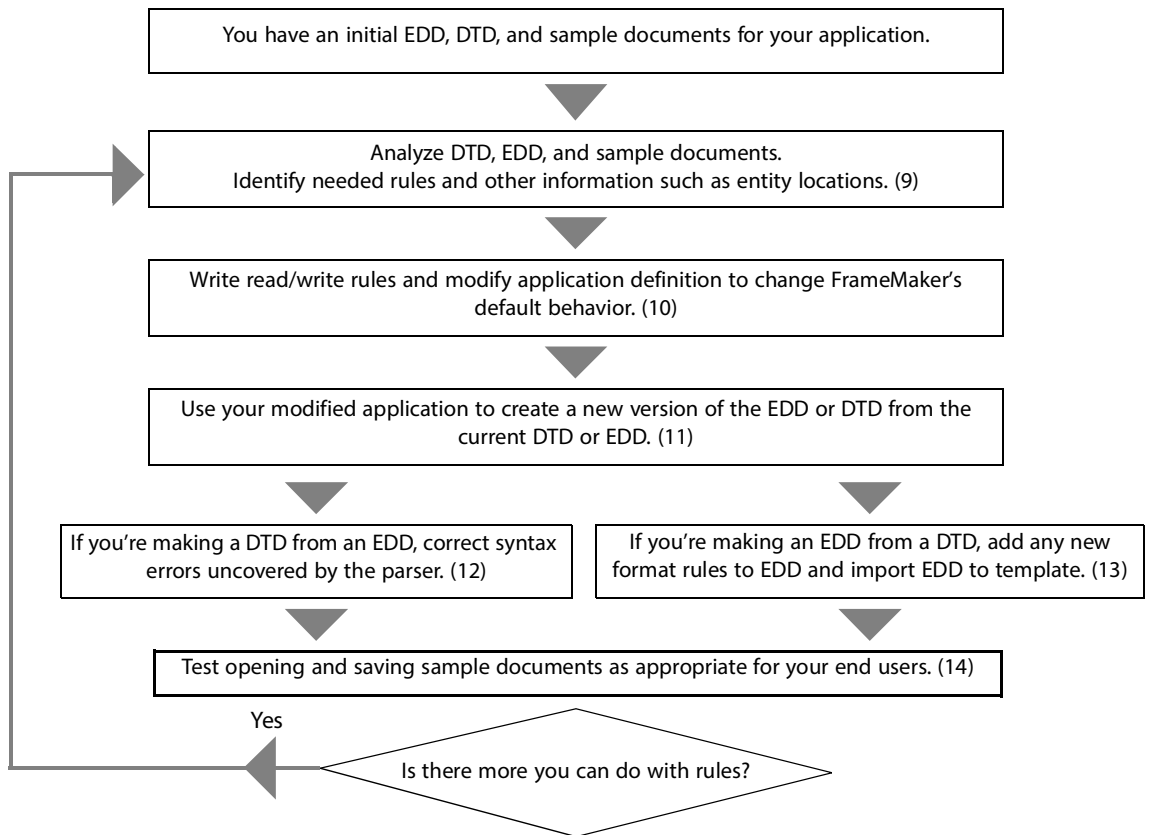 You have an initial EDD, DTD, and sample documents for your application.
Analyze DTD, EDD, and sample documents.
Identify needed rules and other information such as entity locations. (9)
Write read/write rules and modify application definition to change FrameMaker’s
default behavior. (10)
Use your modified application to create a new version of the EDD or DTD from the
current DTD or EDD. (11)
If you’re making a DTD from an EDD, correct syntax
errors uncovered by the parser. (12)
If you’re making an EDD from a DTD, add any new
format rules to EDD and import EDD to template. (13)
Test opening and saving sample documents as appropriate for your end users. (14)
Yes
Is there more you can do with rules?